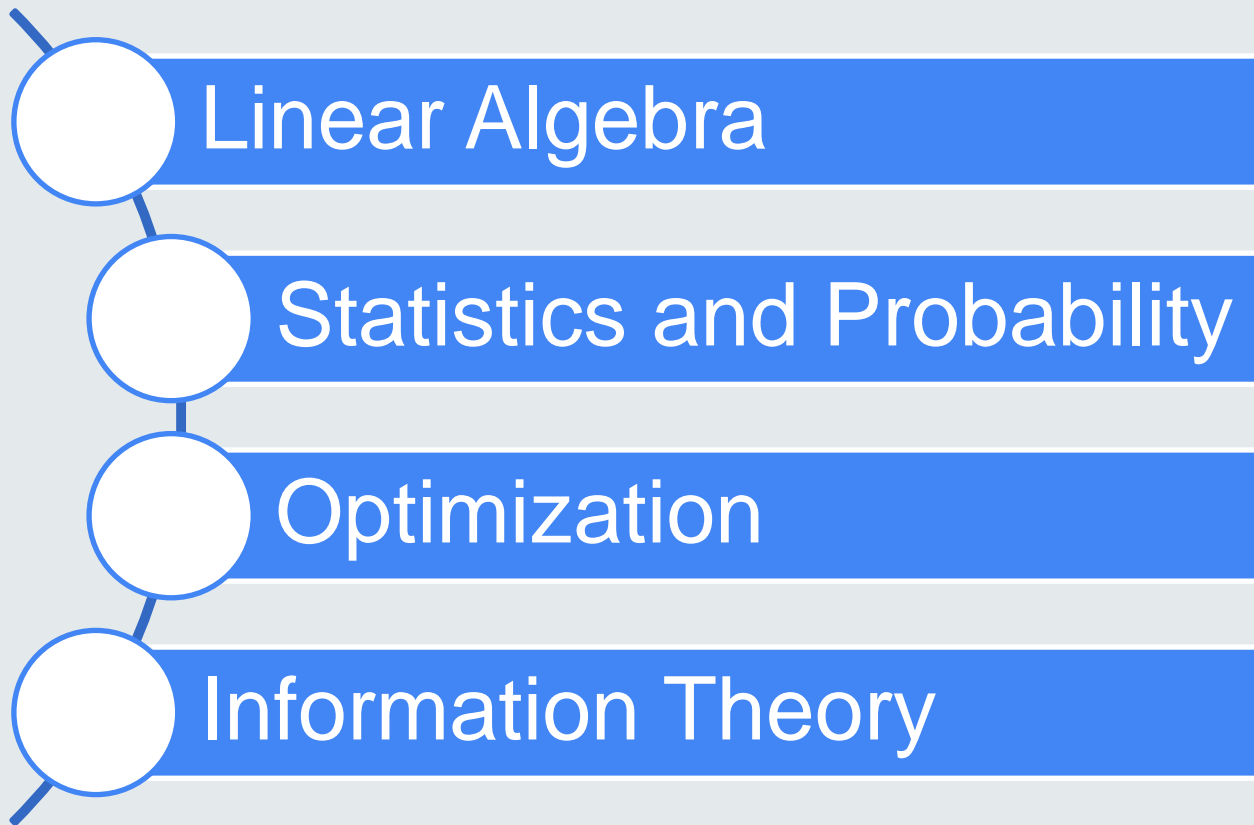 Linear Algebra
Statistics and Probability
Optimization
Information Theory